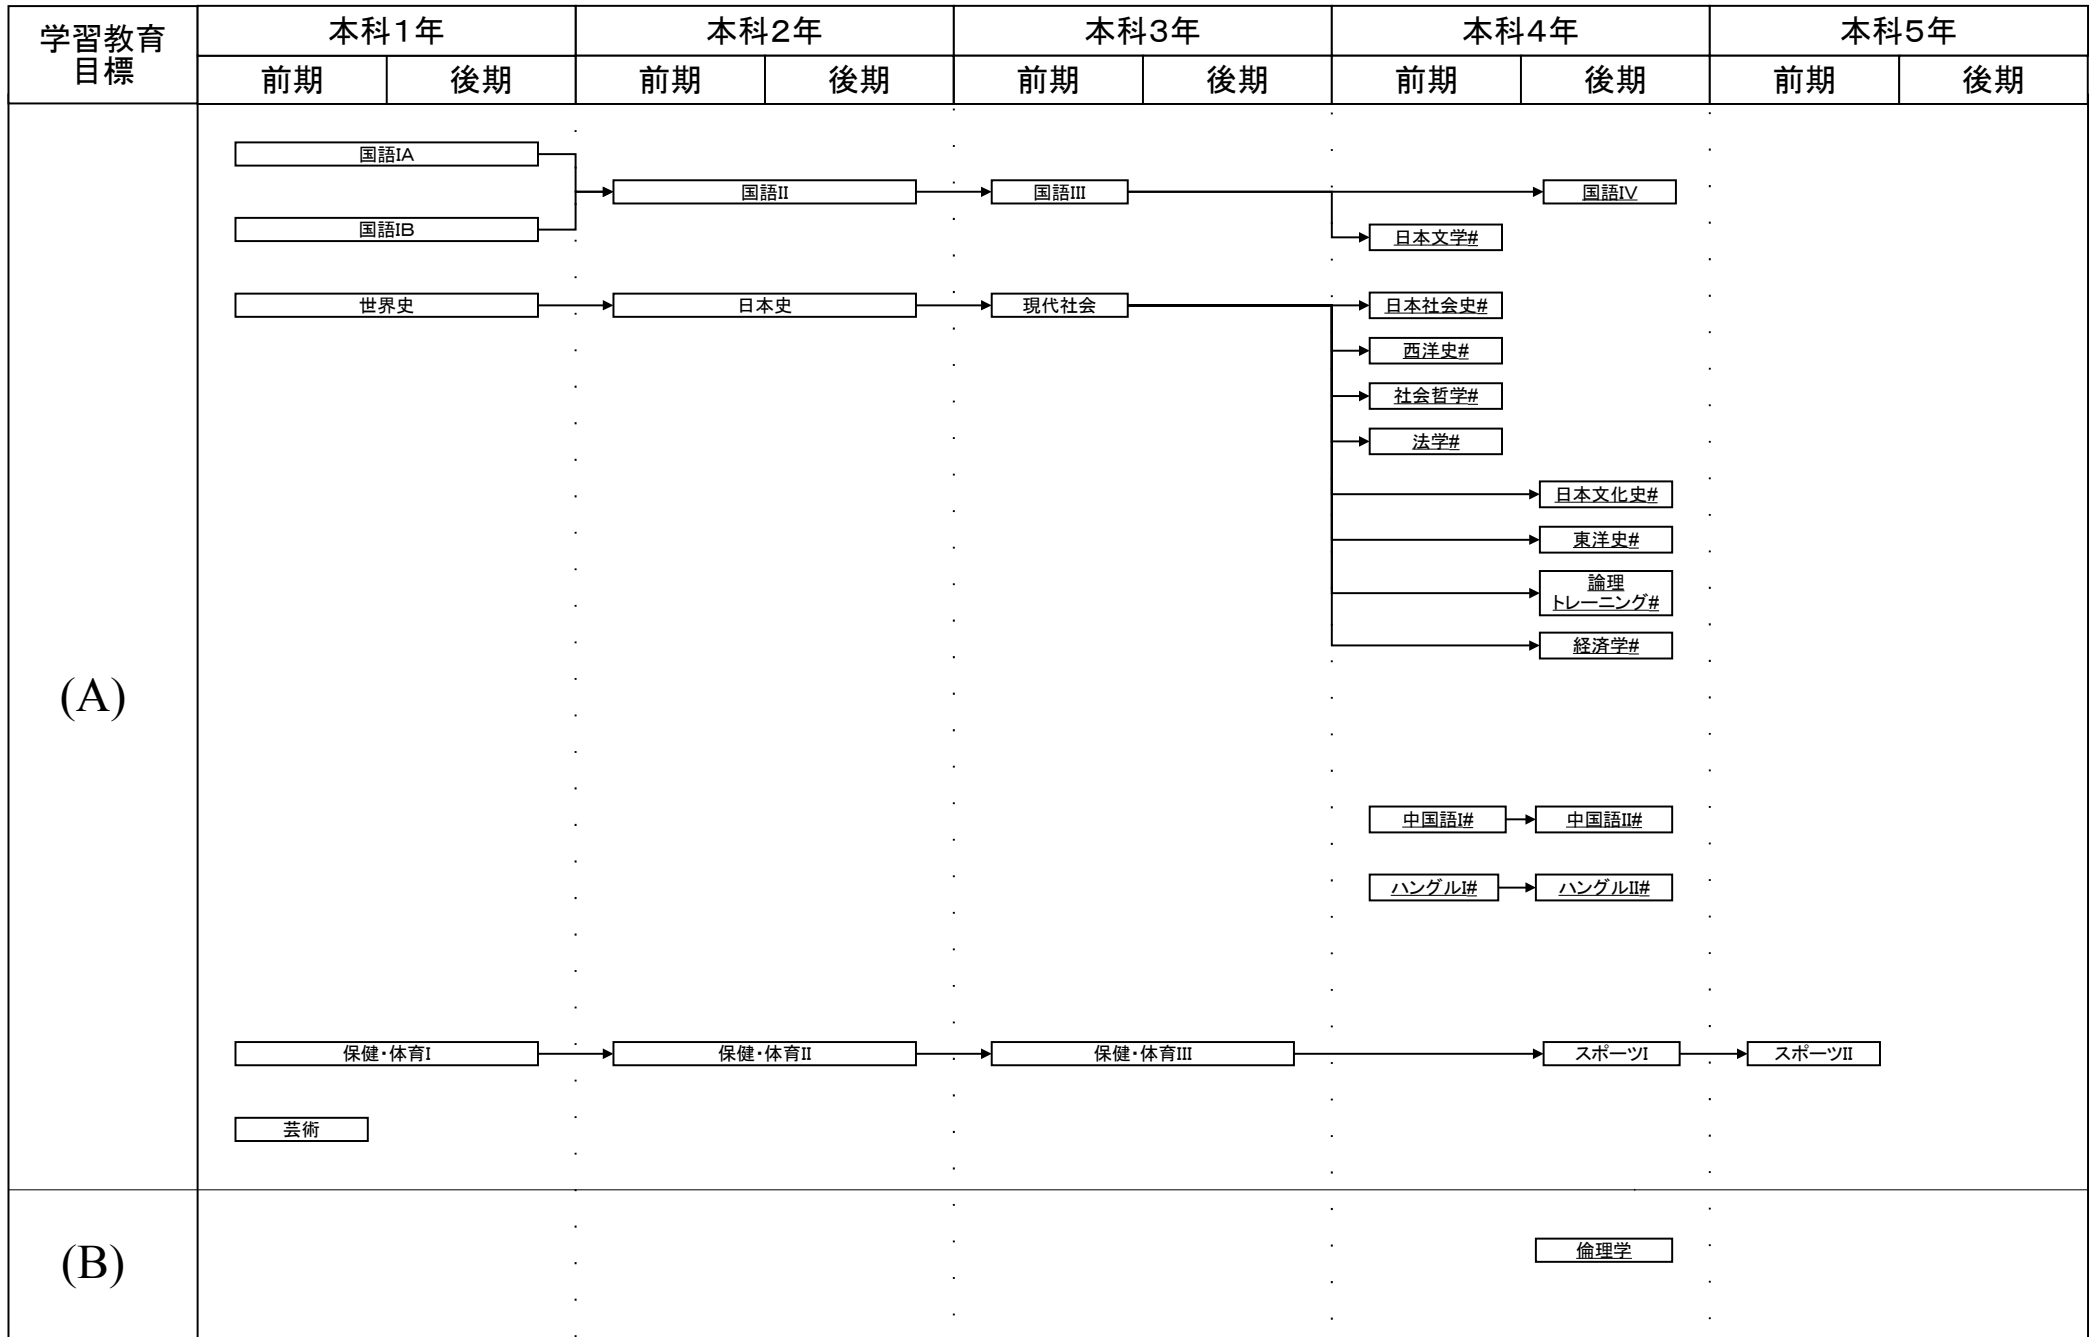 学習教育
目標
本科1年
本科2年
本科3年
本科4年
本科5年
前期
後期
前期
後期
前期
後期
前期
後期
前期
後期
(A)
国語IA
国語II
国語III
国語IV
国語IB
日本文学#
世界史
日本史
現代社会
日本社会史#
西洋史#
社会哲学#
法学#
日本文化史#
東洋史#
論理
トレーニング#
経済学#
中国語I#
中国語II#
ハングルI#
ハングルII#
保健・体育I
保健・体育II
保健・体育III
スポーツI
スポーツII
芸術
(B)
倫理学